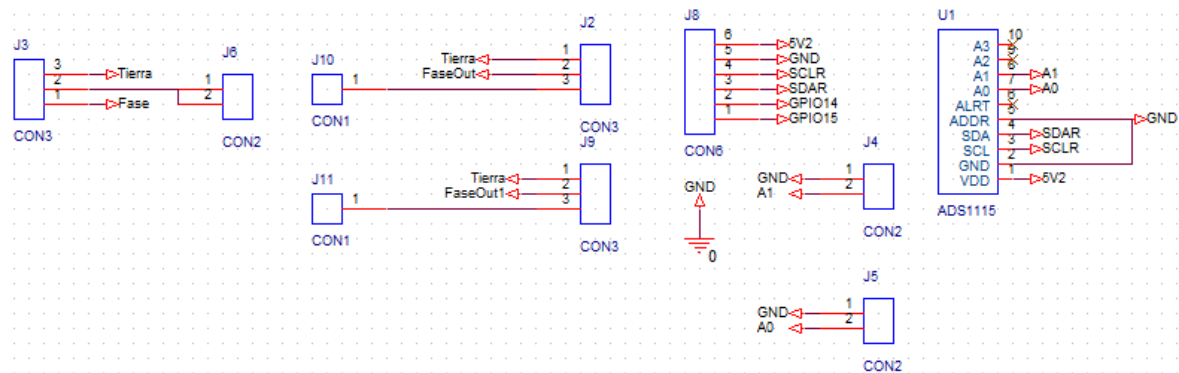 J3
3
Tierra
2
1
Fase
CON3
J6
1
2
CON2
J10
1
CON1
J2
Tierra
1
FaseOut
2
3
CON3
J11
1
CON1
J9
Tierra
1
FaseOut1
2
3
CON3
J8
6
5V2
5
GND
4
SCLR
3
SDAR
2
GPIO14
1
GPIO15
CON6
GND
0
J4
GND
1
A1
2
CON2
J5
GND
1
A0
2
CON2
U1
A3
10
A2
9
A1
8
A1
A0
7
A0
ALRT
6
ADDR
5
GND
SDA
4
SDAR
SCL
3
SCLR
GND
2
VDD
1
5V2
ADS1115